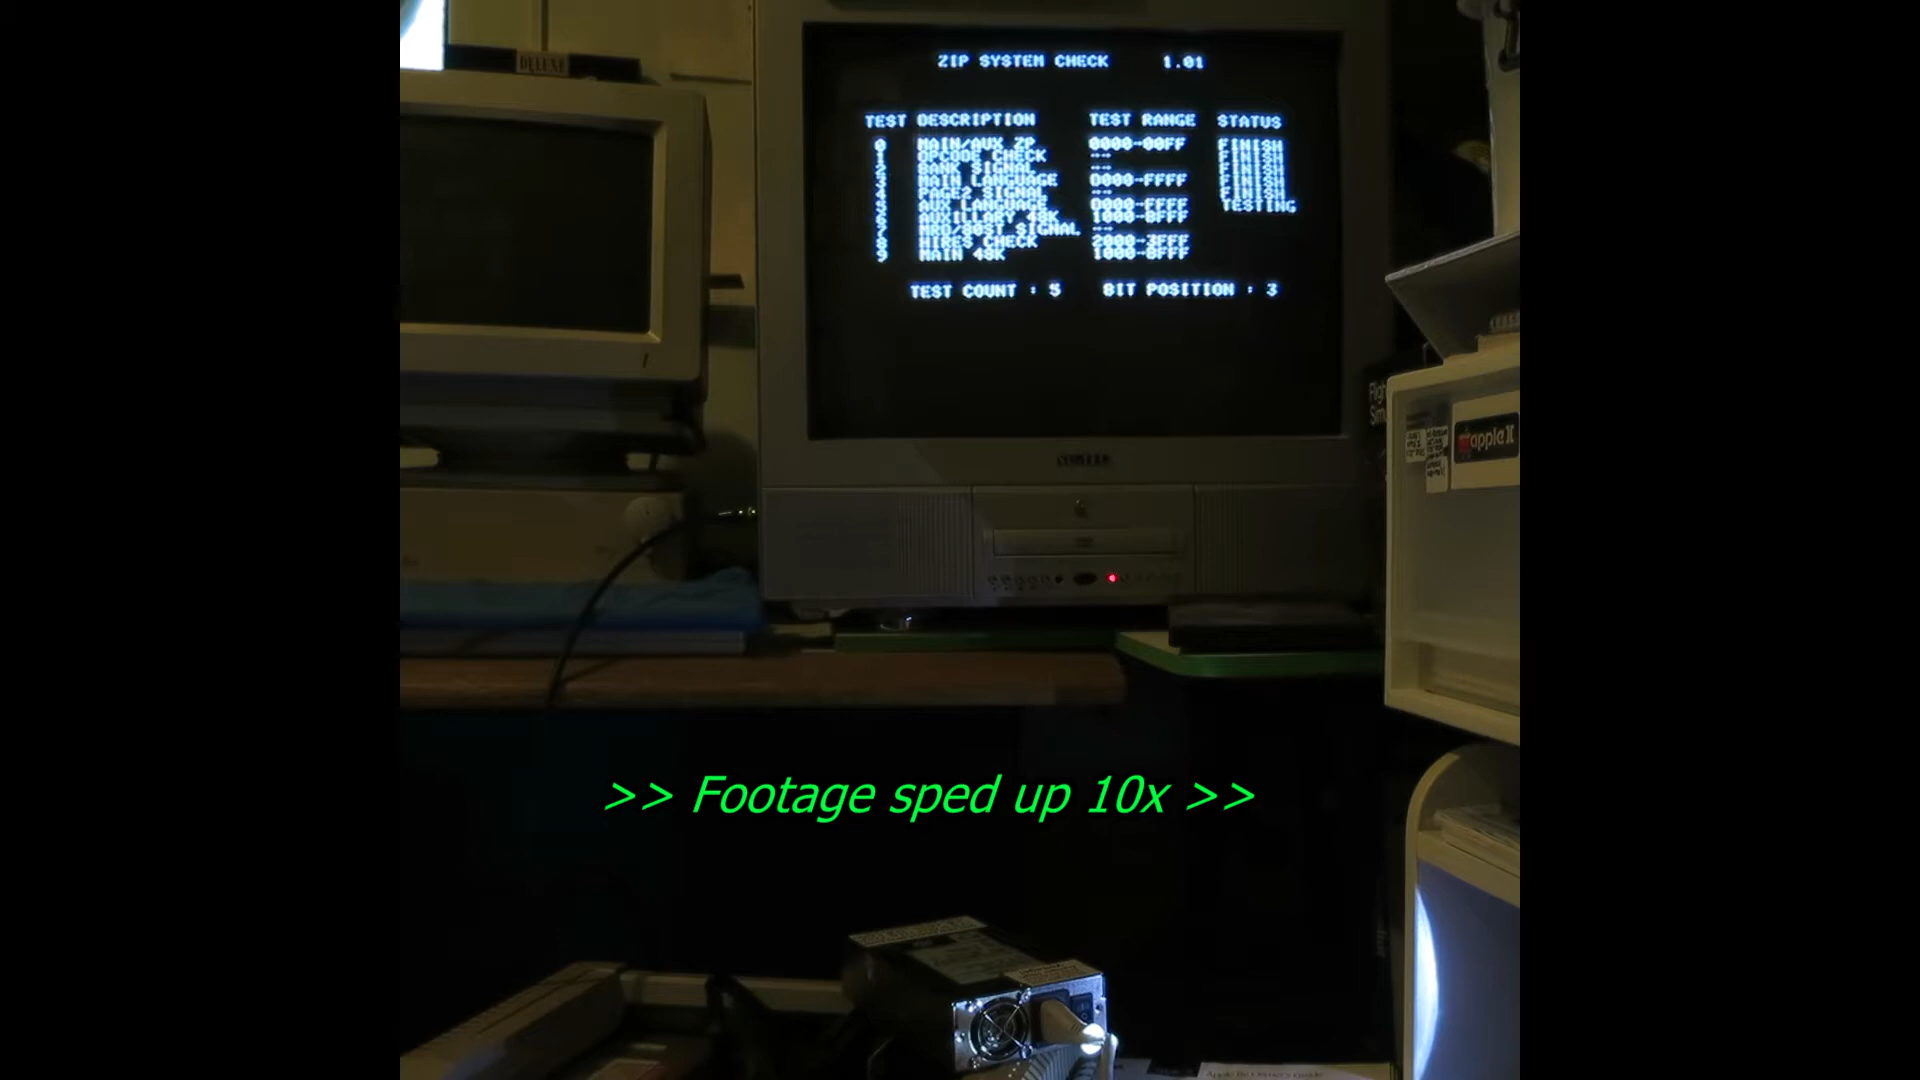 DELUXE
ZIP SYSTEM CHECK 1.01
TEST DESCRIPTION TEST RANGE STATUS
0 MAIN/AUX ZP 0000-00FF FINISH
1 OPCODE CHECK --- FINISH
2 BANK SIGNAL --- FINISH
3 MAIN LANGUAGE D000-FFFF FINISH
4 PAGE2 SIGNAL --- FINISH
5 AUX LANGUAGE D000-FFFF TESTING
6 AUXILLARY 48K 1000-BFFF
7 MRD/80ST SIGNAL ---
8 HIRES CHECK 2000-3FFF
9 MAIN 48K 1000-BFFF
TEST COUNT : 5 BIT POSITION : 3
apple ][
>> Footage sped up 10x >>